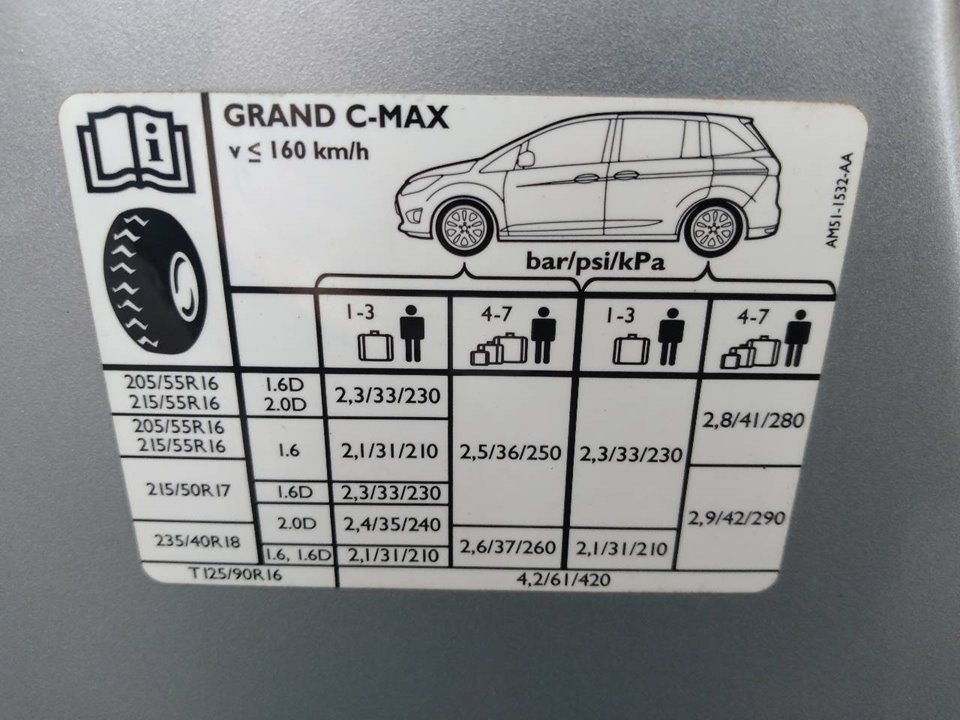 GRAND C-MAX
v ≤ 160 km/h
AM51-1532-AA
bar/psi/kPa
1-3 4-7 1-3 4-7
205/55R16 1.6D 2,3/33/230
215/55R16 2.0D
2,8/41/280
205/55R16
215/55R16 1.6 2,1/31/210 2,5/36/250 2,3/33/230
215/50R17 1.6D 2,3/33/230
2.0D 2,4/35/240 2,9/42/290
235/40R18 1.6, 1.6D 2,1/31/210 2,6/37/260 2,1/31/210
T125/90R16 4,2/61/420